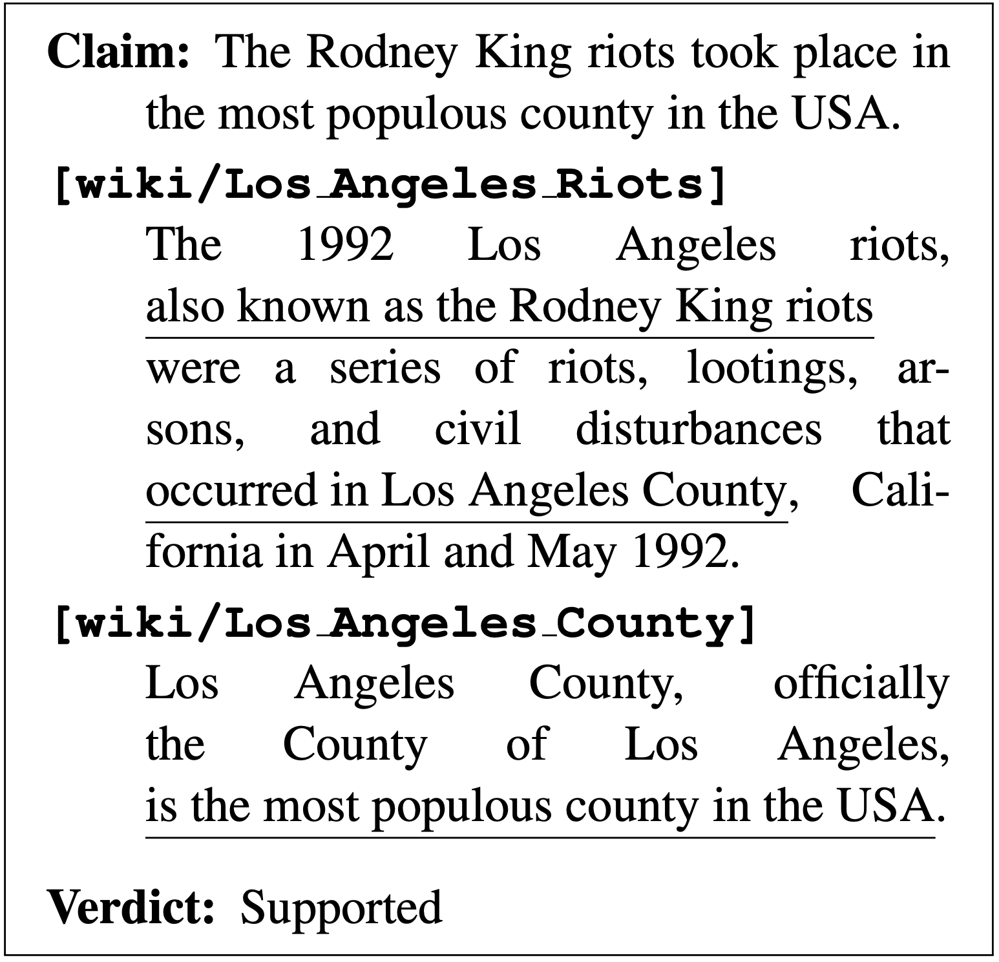 Claim: The Rodney King riots took place in
the most populous county in the USA.
[wiki/Los_Angeles_Riots]
The 1992 Los Angeles riots,
also known as the Rodney King riots
were a series of riots, lootings, ar-
sons, and civil disturbances that
occurred in Los Angeles County, Cali-
fornia in April and May 1992.
[wiki/Los_Angeles_County]
Los Angeles County, officially
the County of Los Angeles,
is the most populous county in the USA.
Verdict: Supported